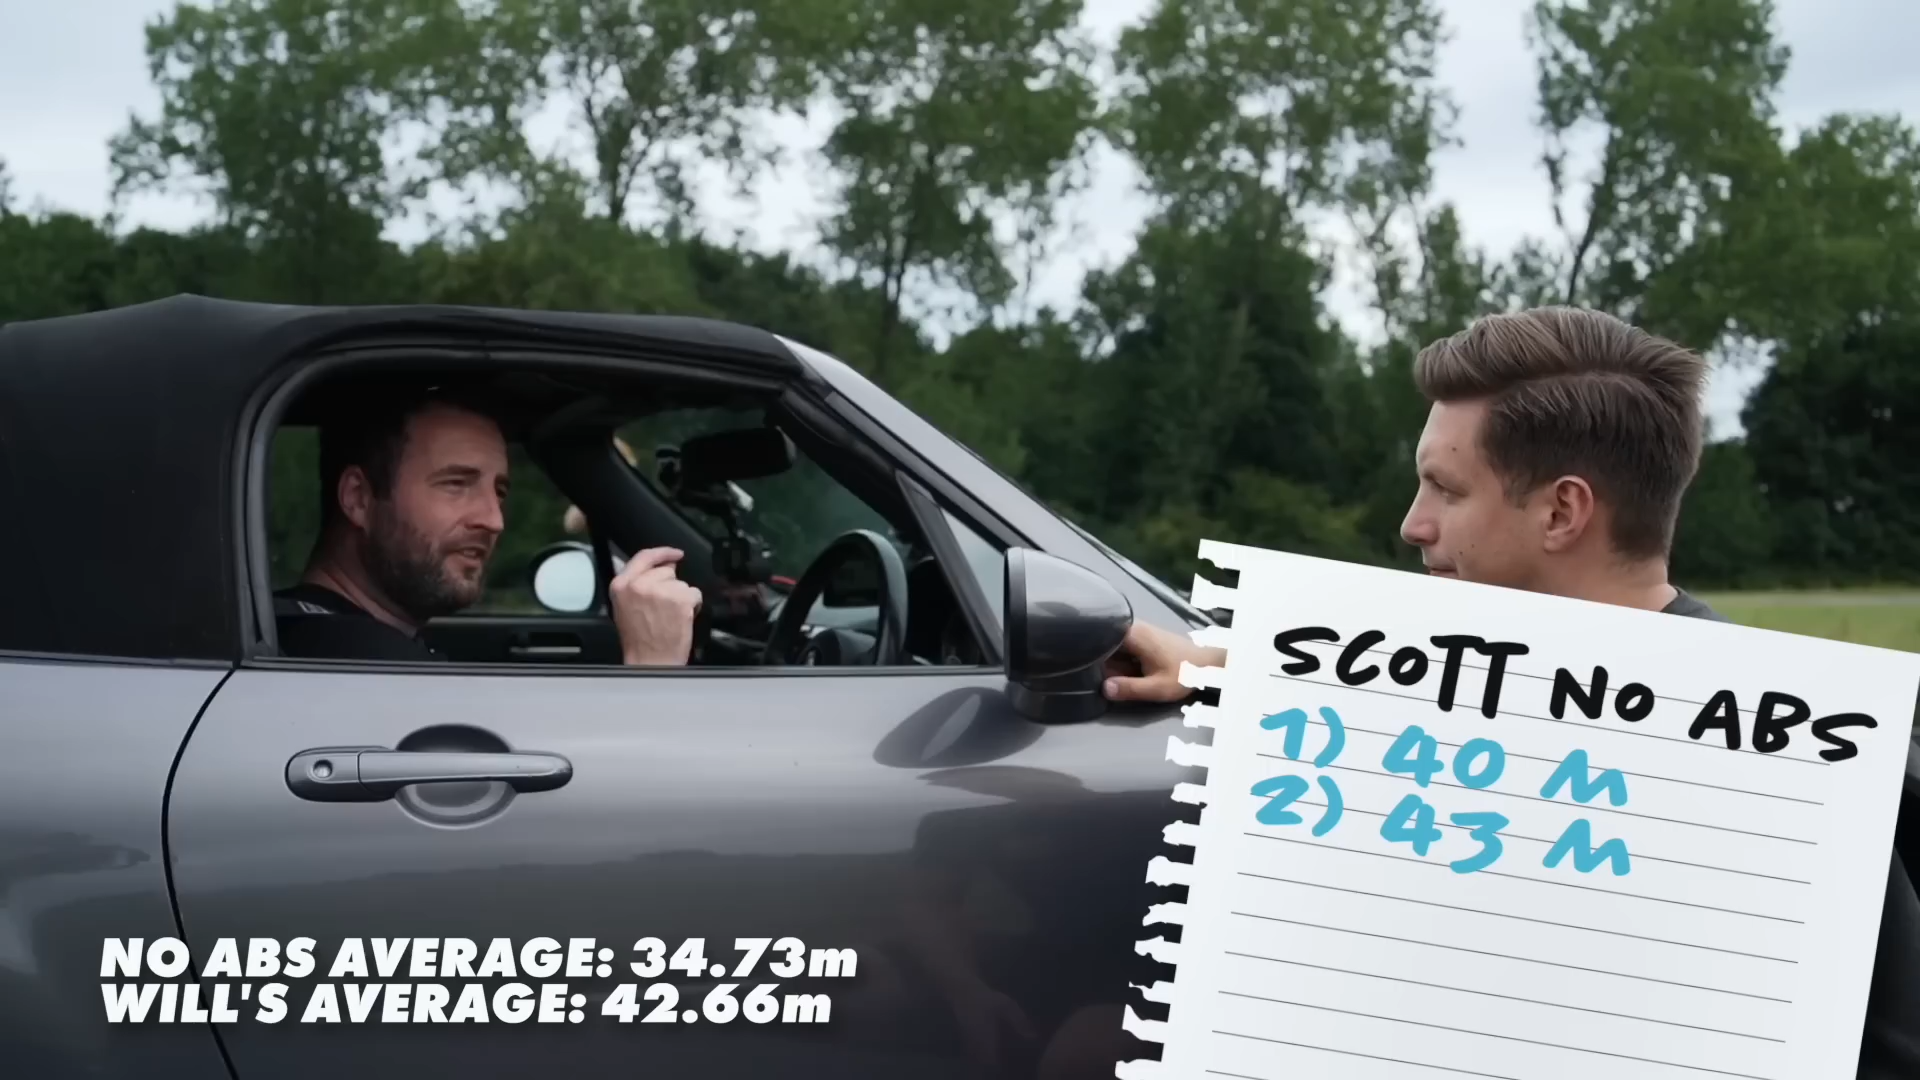 SCOTT NO ABS
1) 40 M
2) 43 M
NO ABS AVERAGE: 34.73m
WILL'S AVERAGE: 42.66m